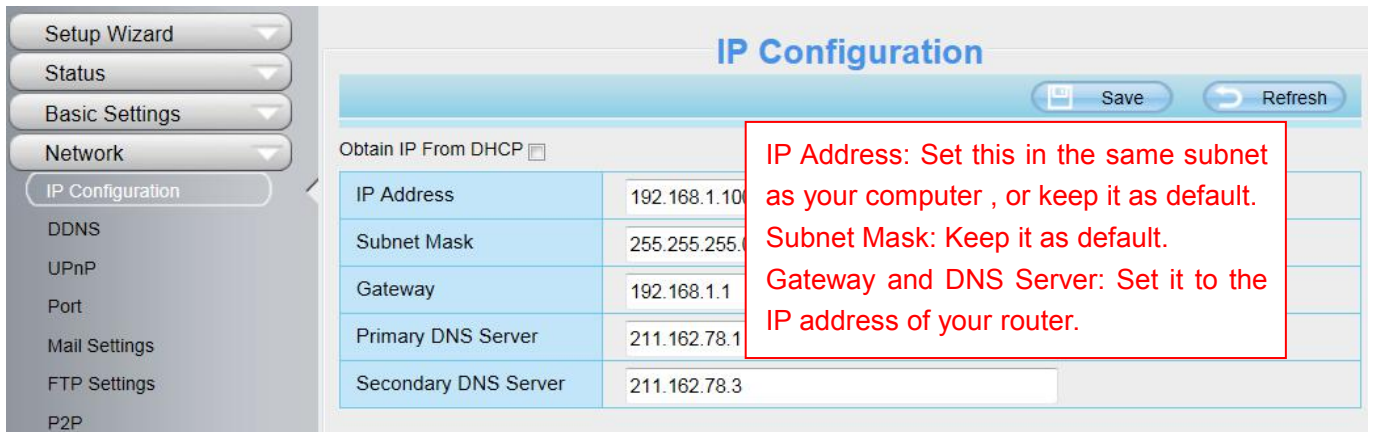 Setup Wizard
Status
Basic Settings
Network
IP Configuration
DDNS
UPnP
Port
Mail Settings
FTP Settings
P2P
IP Configuration
Save
Refresh
Obtain IP From DHCP
IP Address
Subnet Mask
255.255.255.
Gateway
192.168.1.1
Primary DNS Server
211.162.78.1
Secondary DNS Server
211.162.78.3
IP Address: Set this in the same subnet
as your computer , or keep it as default.
Subnet Mask: Keep it as default.
Gateway and DNS Server: Set it to the
IP address of your router.